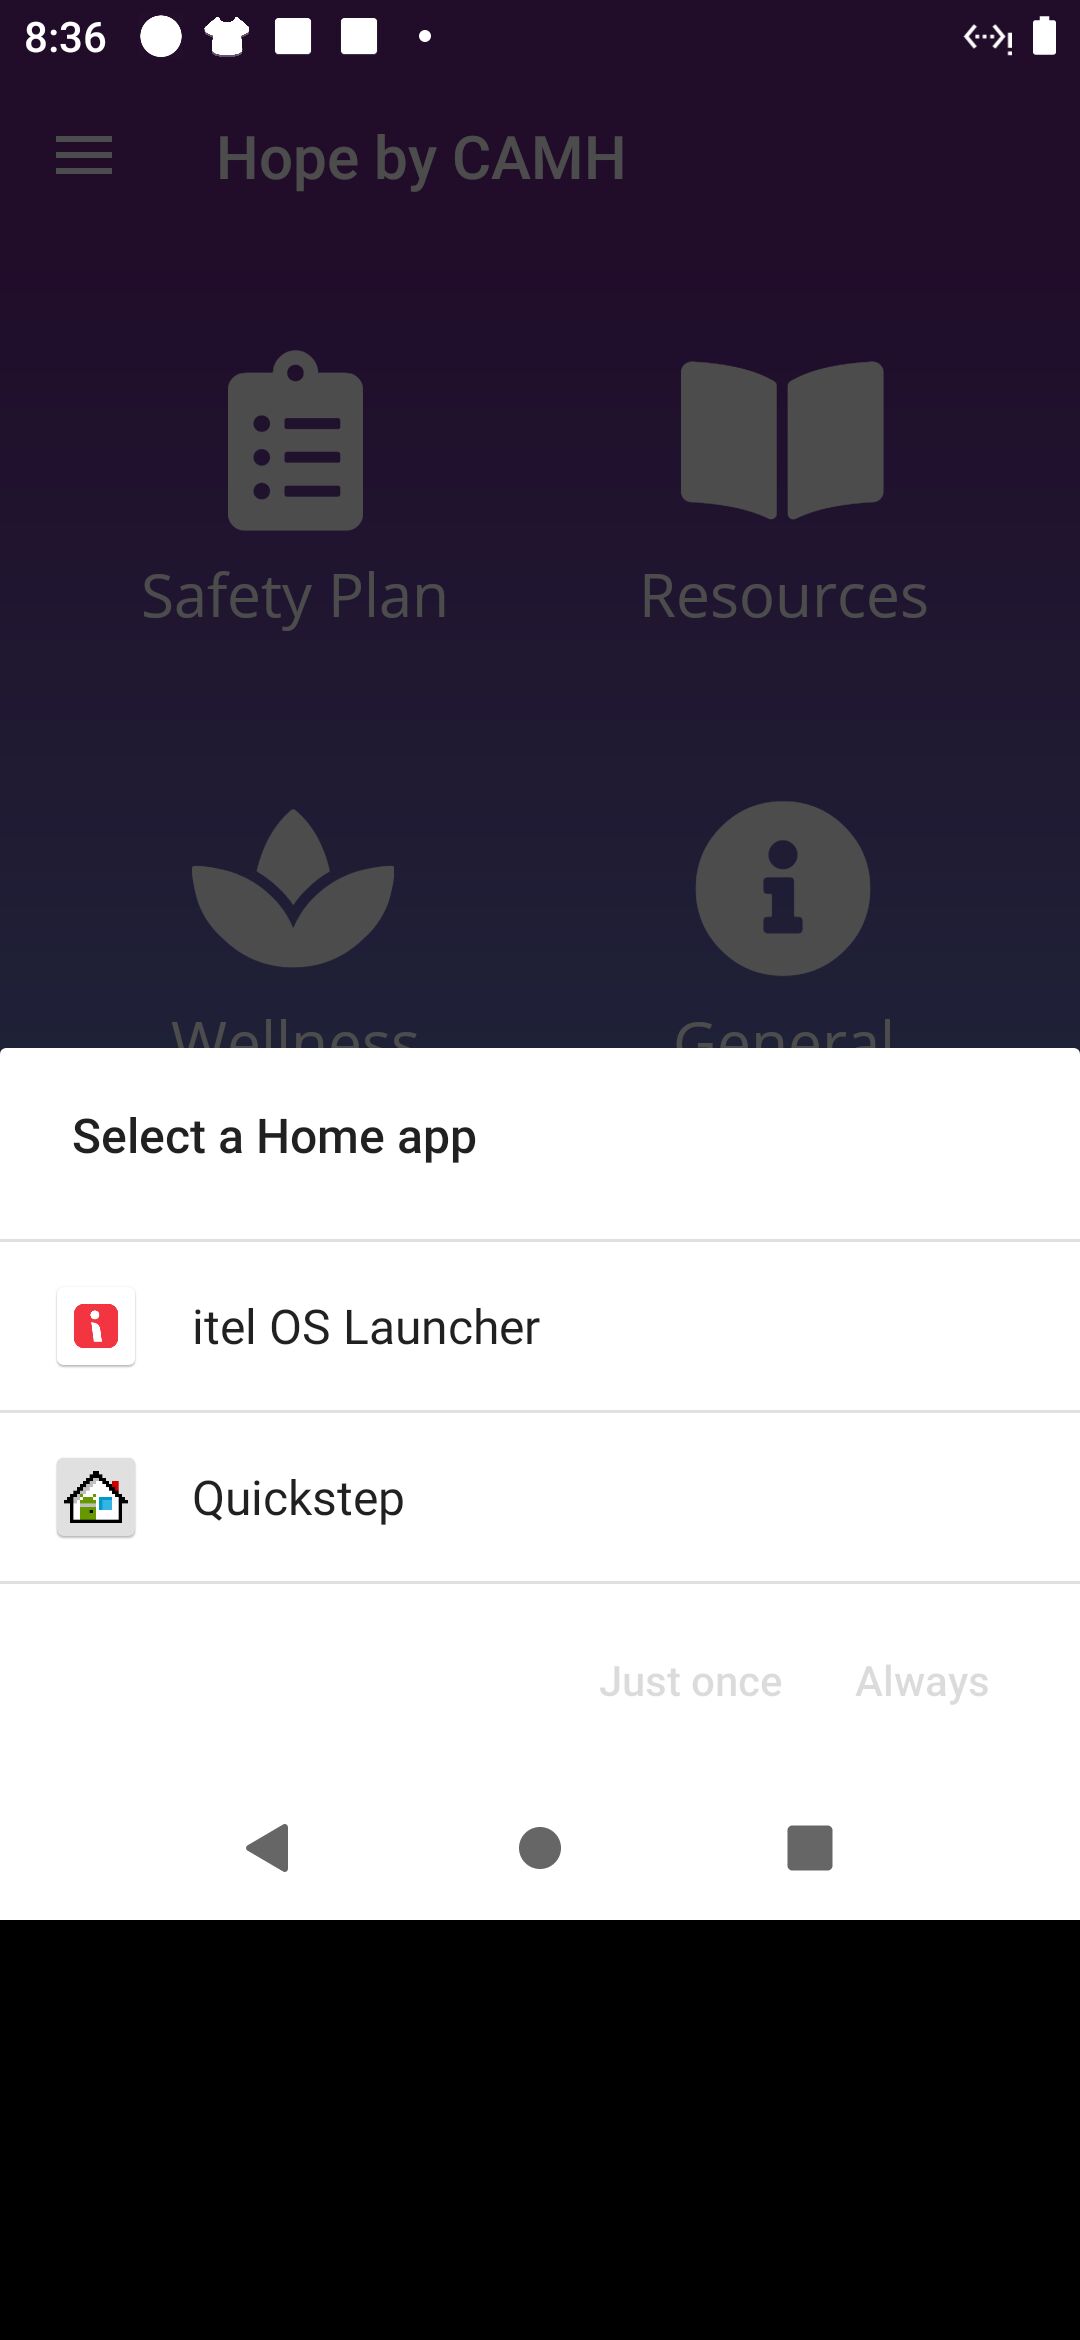 8:36
Hope by CAMH
Safety Plan
Resources
Wellness
General
Select a Home app
itel OS Launcher
Quickstep
Just once
Always